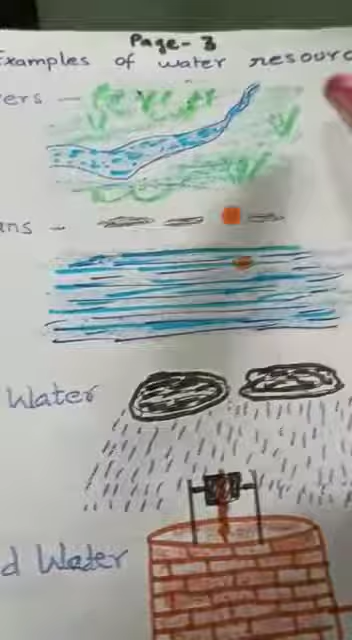 Page- 3
Examples of water resourc
ers —
ans -
Water
d Water